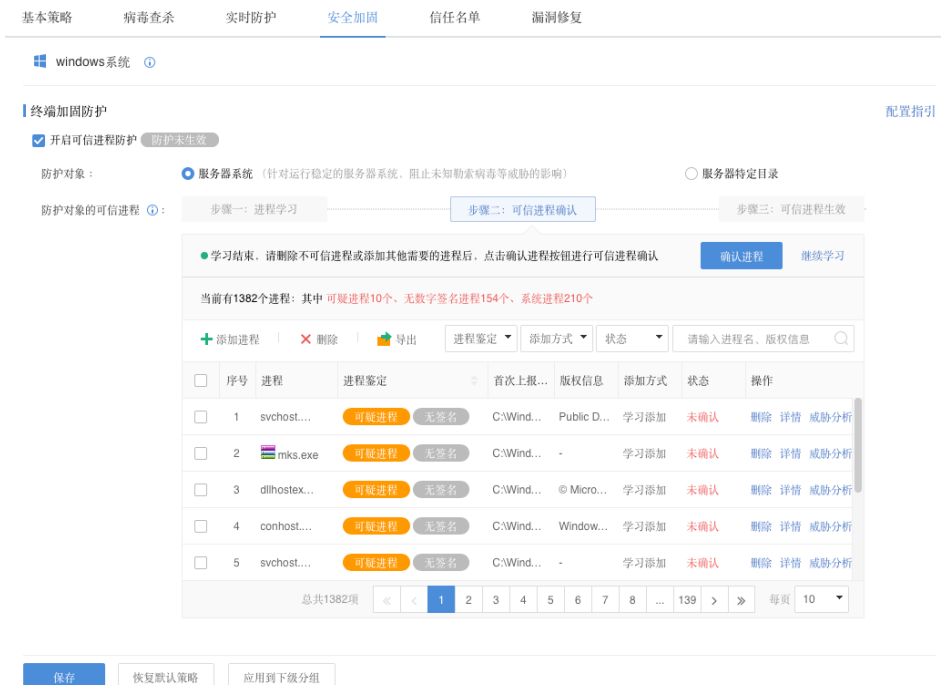 基本策略 病毒查杀 实时防护 安全加固 信任名单 漏洞修复
windows系统
终端加固防护 配置指引
开启可信进程防护 防护未生效
防护对象： 服务器系统 （针对运行稳定的服务器系统，阻止未知勒索病毒等威胁的影响） 服务器特定目录
防护对象的可信进程 ： 步骤一：进程学习 步骤二：可信进程确认 步骤三：可信进程生效
学习结束，请删除不可信进程或添加其他需要的进程后，点击确认进程按钮进行可信进程确认 确认进程 继续学习
当前有1382个进程：其中 可疑进程10个、无数字签名进程154个、系统进程210个
添加进程 删除 导出 进程鉴定 添加方式 状态 请输入进程名、版权信息
序号 进程 进程鉴定 首次上报... 版权信息 添加方式 状态 操作
1 svchost.... 可疑进程 无签名 C:\Wind... Public D... 学习添加 未确认 删除 详情 威胁分析
2 mks.exe 可疑进程 无签名 C:\Wind... - 学习添加 未确认 删除 详情 威胁分析
3 dllhostex... 可疑进程 无签名 C:\Wind... © Micro... 学习添加 未确认 删除 详情 威胁分析
4 conhost.... 可疑进程 无签名 C:\Wind... Window... 学习添加 未确认 删除 详情 威胁分析
5 svchost.... 可疑进程 无签名 C:\Wind... - 学习添加 未确认 删除 详情 威胁分析
总共1382项 « < 1 2 3 4 5 6 7 8 ... 139 > » 每页 10
保存 恢复默认策略 应用到下级分组